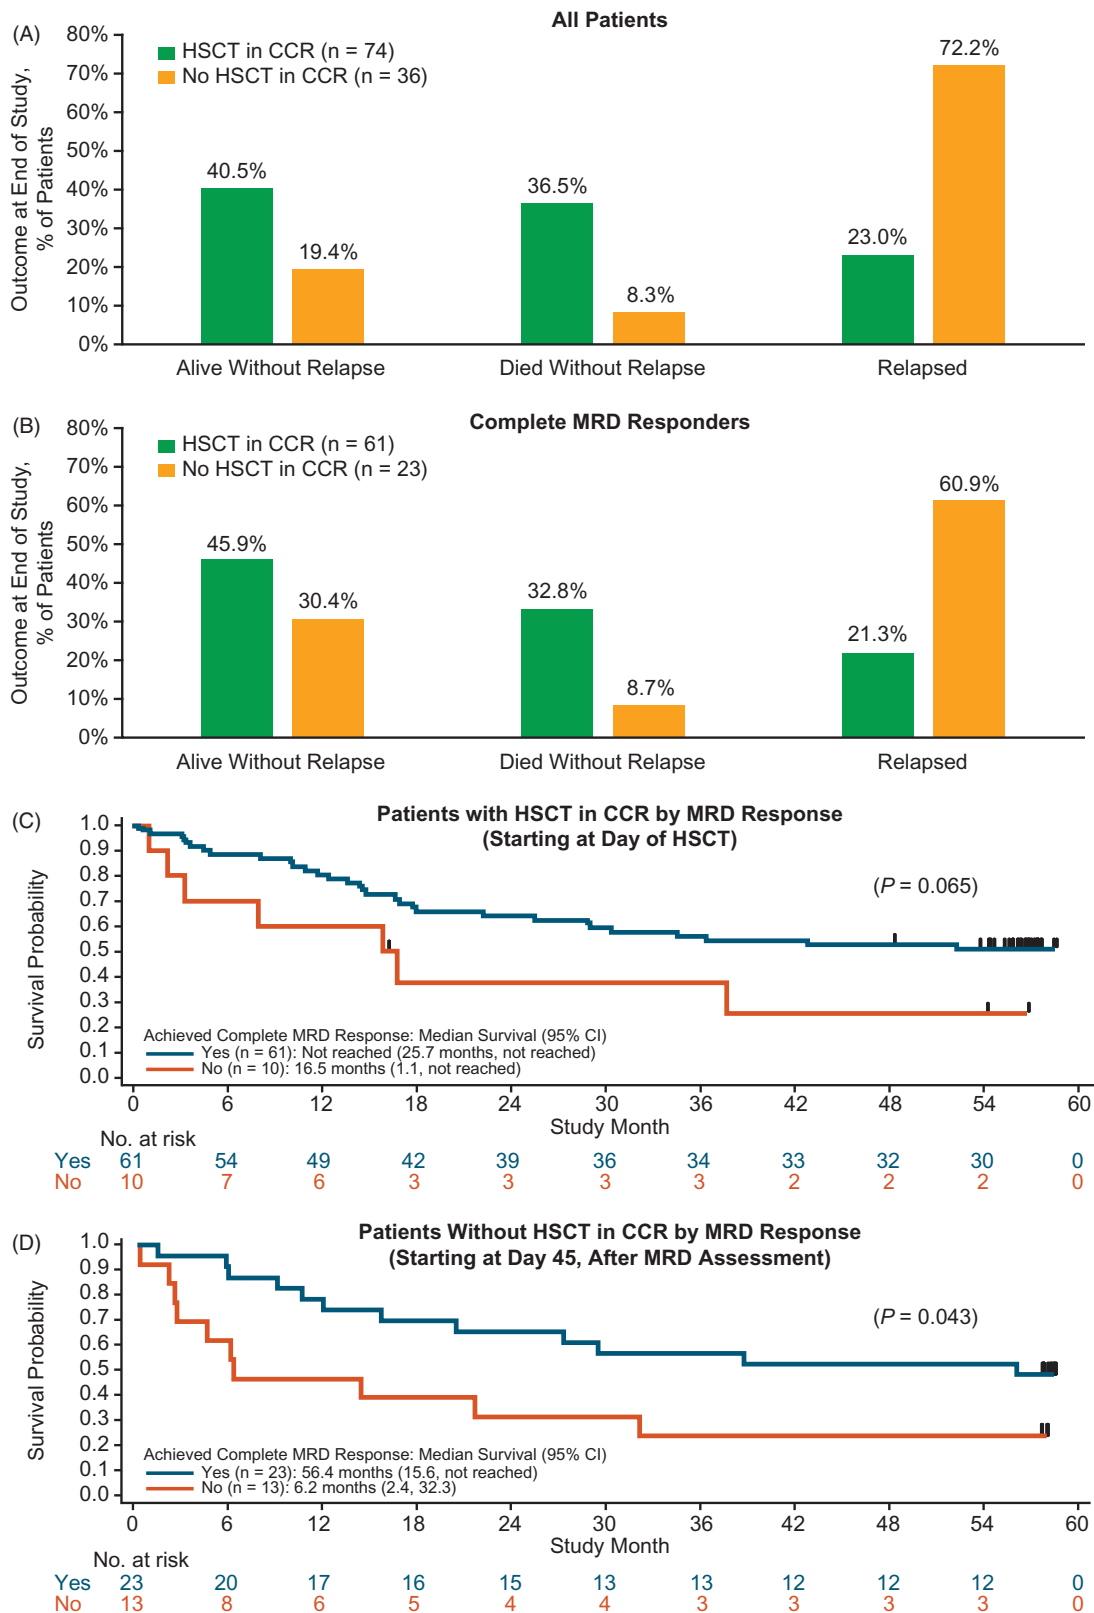 (A)
All Patients
HSCT in CCR (n = 74)
No HSCT in CCR (n = 36)
Outcome at End of Study,
% of Patients
80%
70%
60%
50%
40%
30%
20%
10%
0%
40.5%
19.4%
36.5%
8.3%
23.0%
72.2%
Alive Without Relapse
Died Without Relapse
Relapsed
(B)
Complete MRD Responders
HSCT in CCR (n = 61)
No HSCT in CCR (n = 23)
Outcome at End of Study,
% of Patients
80%
70%
60%
50%
40%
30%
20%
10%
0%
45.9%
30.4%
32.8%
8.7%
21.3%
60.9%
Alive Without Relapse
Died Without Relapse
Relapsed
(C)
Patients with HSCT in CCR by MRD Response
(Starting at Day of HSCT)
(P = 0.065)
Survival Probability
1.0
0.9
0.8
0.7
0.6
0.5
0.4
0.3
0.2
0.1
0.0
Achieved Complete MRD Response: Median Survival (95% CI)
Yes (n = 61): Not reached (25.7 months, not reached)
No (n = 10): 16.5 months (1.1, not reached)
0 6 12 18 24 30 36 42 48 54 60
Study Month
No. at risk
Yes 61 54 49 42 39 36 34 33 32 30 0
No 10 7 6 3 3 3 3 2 2 2 0
(D)
Patients Without HSCT in CCR by MRD Response
(Starting at Day 45, After MRD Assessment)
(P = 0.043)
Survival Probability
1.0
0.9
0.8
0.7
0.6
0.5
0.4
0.3
0.2
0.1
0.0
Achieved Complete MRD Response: Median Survival (95% CI)
Yes (n = 23): 56.4 months (15.6, not reached)
No (n = 13): 6.2 months (2.4, 32.3)
0 6 12 18 24 30 36 42 48 54 60
Study Month
No. at risk
Yes 23 20 17 16 15 13 13 12 12 12 0
No 13 8 6 5 4 4 3 3 3 3 0